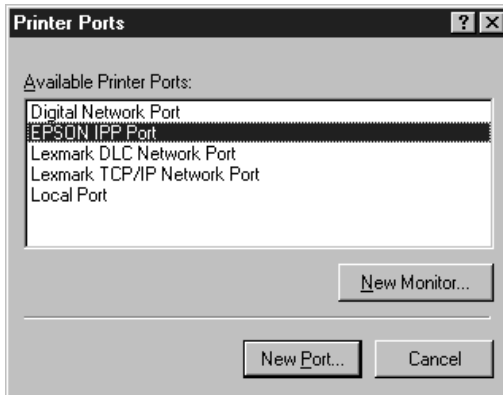 Printer Ports
Available Printer Ports:
Digital Network Port
EPSON IPP Port
Lexmark DLC Network Port
Lexmark TCP/IP Network Port
Local Port
New Monitor...
New Port...
Cancel